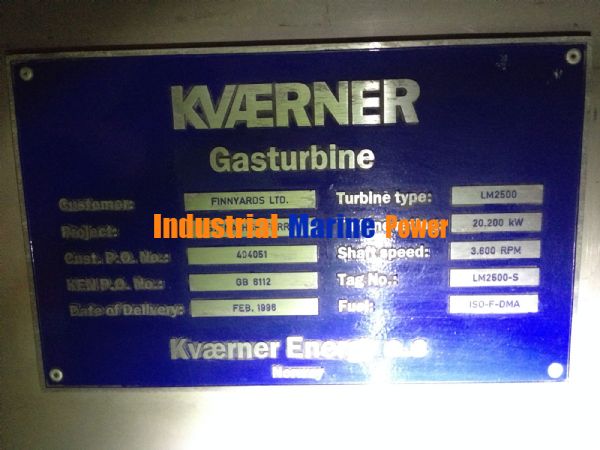 KVÆRNER
Gasturbine
Customer: FINNYARDS LTD.
Project:
Cust. P.O. No.: 404051
KEN P.O. No.: GB 6112
Date of Delivery: FEB. 1996
Turbine type: LM2500
20.200 kW
Shaft speed: 3.600 RPM
Tag No.: LM2500-S
Fuel: ISO-F-DMA
Industrial Marine Power
Kværner Energy a.s
Norway